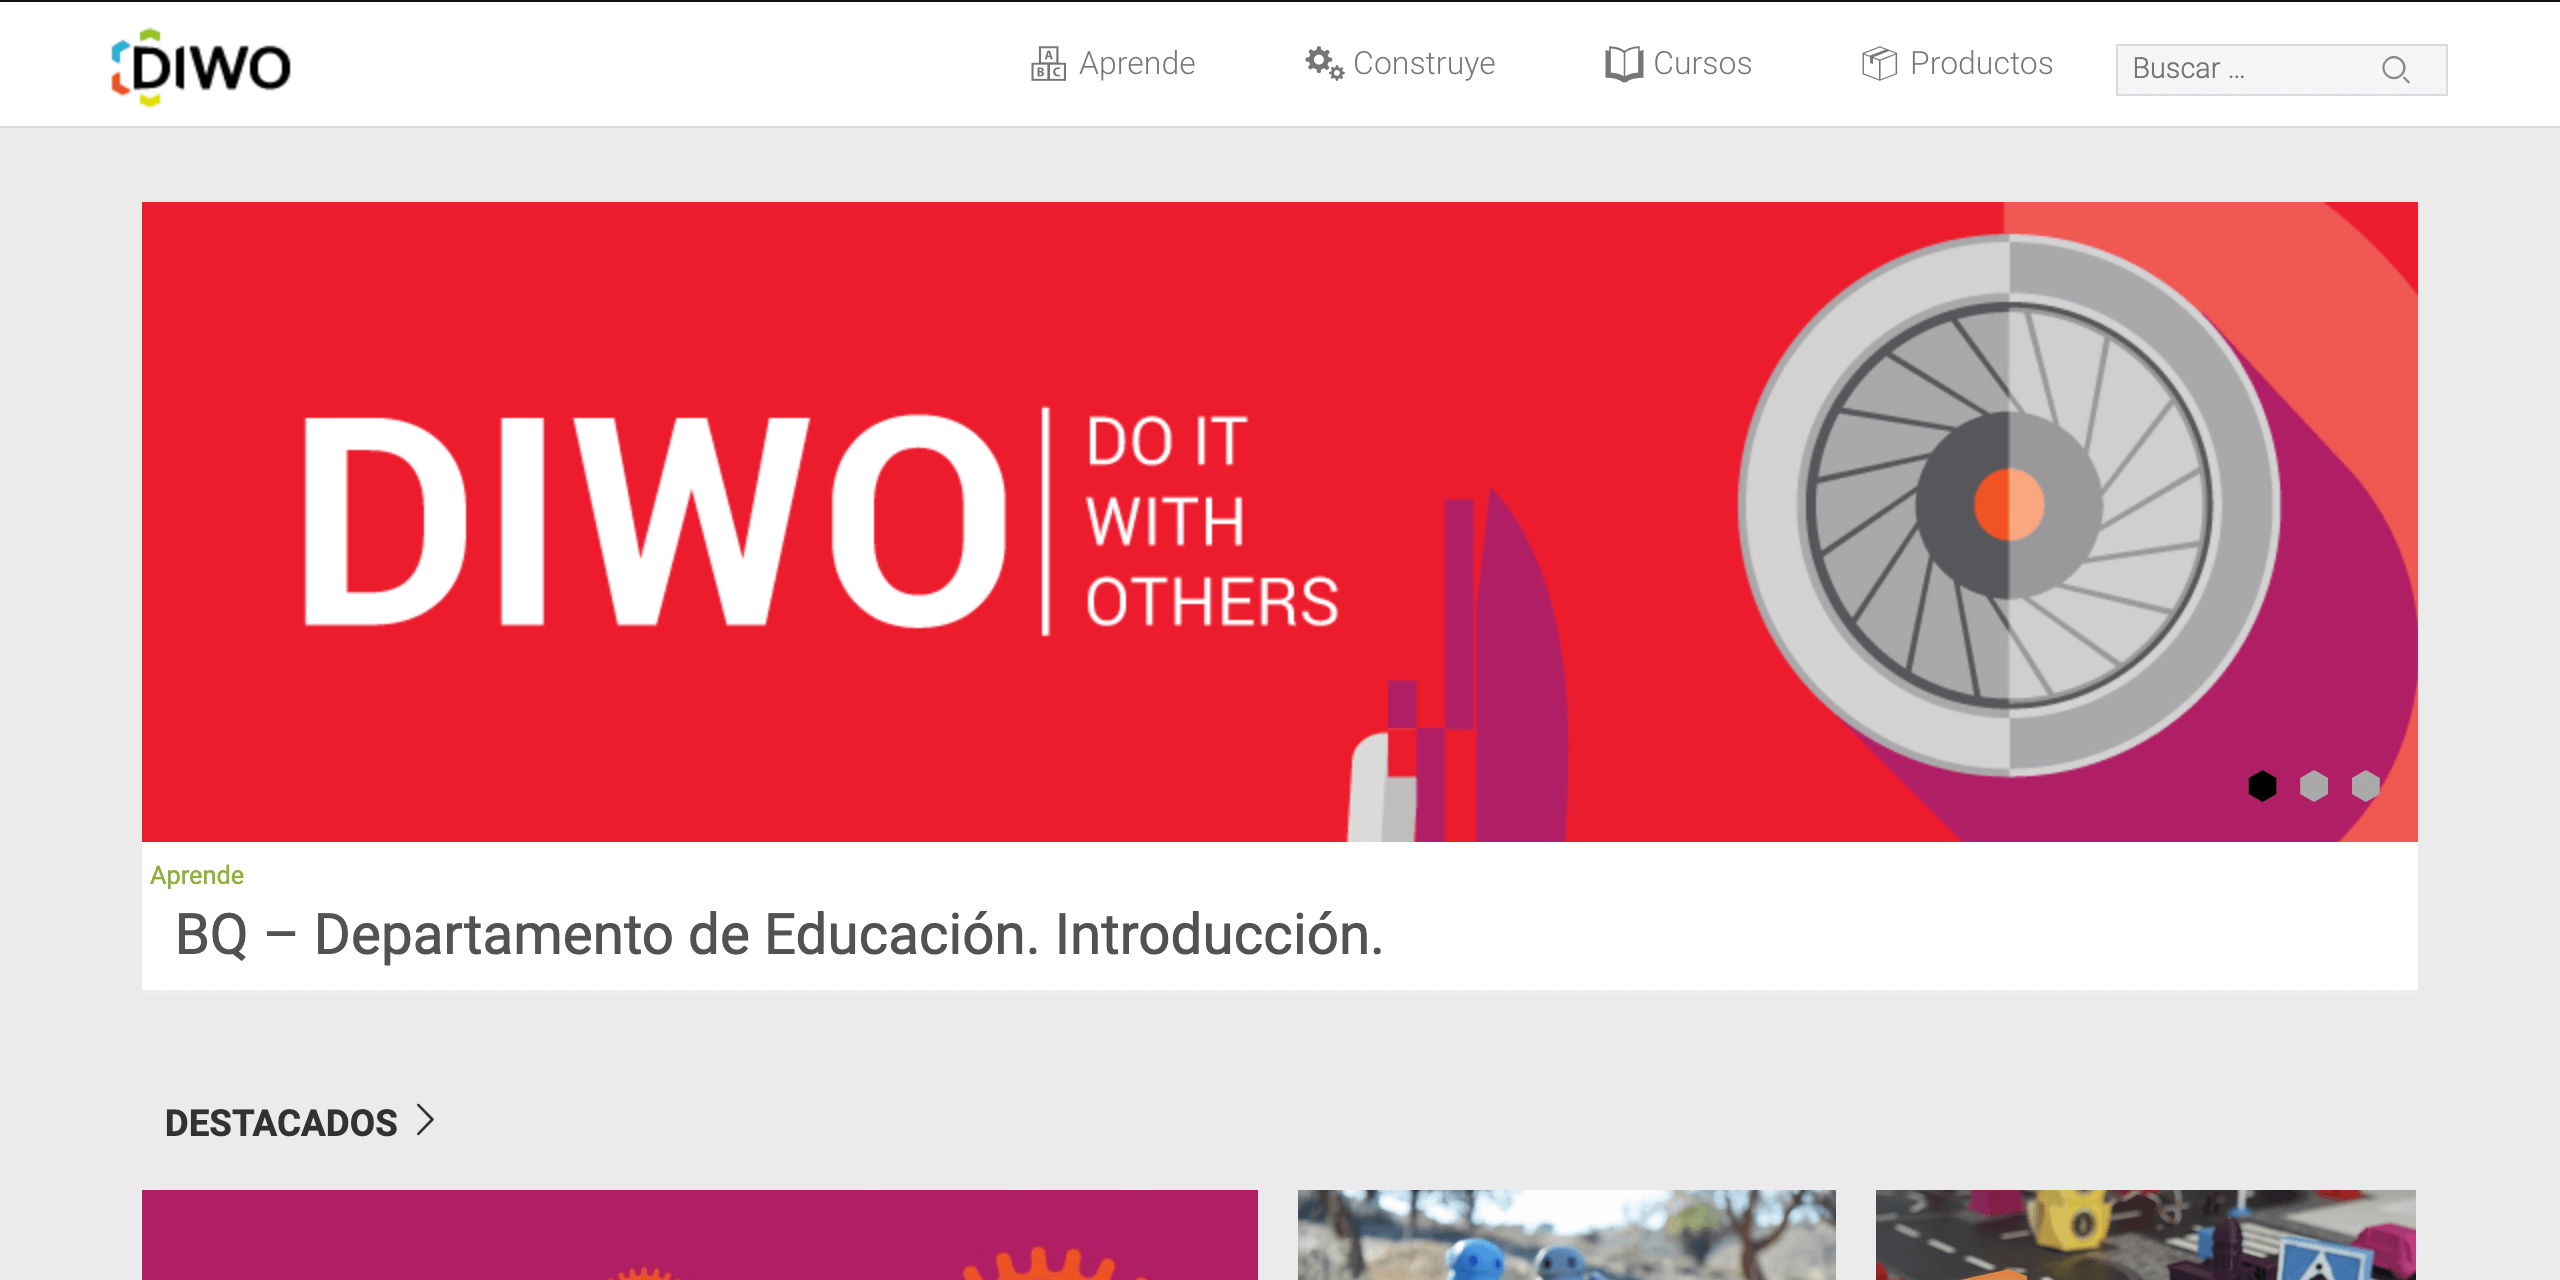 DIWO
Aprende
Construye
Cursos
Productos
Buscar ...
DIWO
DO IT
WITH
OTHERS
Aprende
BQ – Departamento de Educación. Introducción.
DESTACADOS